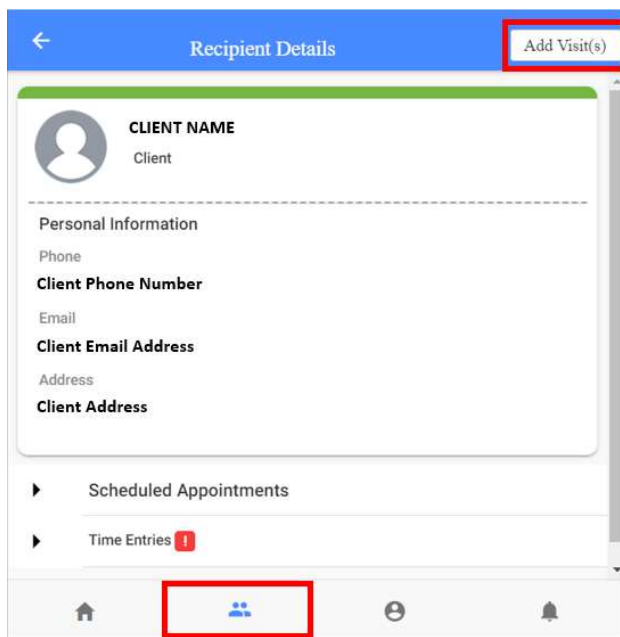 Recipient Details
Add Visit(s)
CLIENT NAME
Client
Personal Information
Phone
Client Phone Number
Email
Client Email Address
Address
Client Address
Scheduled Appointments
Time Entries !